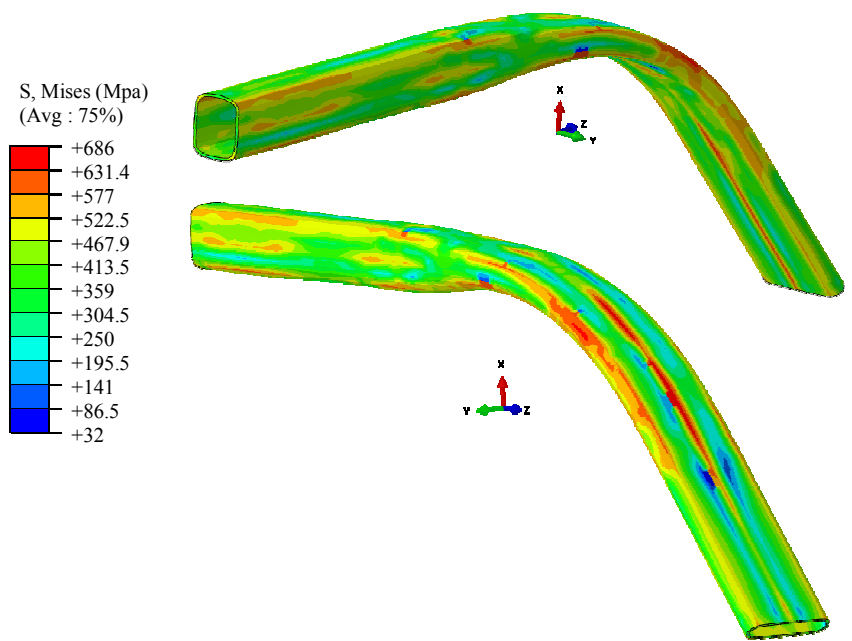 S, Mises (Mpa)
(Avg : 75%)
+686
+631.4
+577
+522.5
+467.9
+413.5
+359
+304.5
+250
+195.5
+141
+86.5
+32
X
Z
Y
X
Y
Z